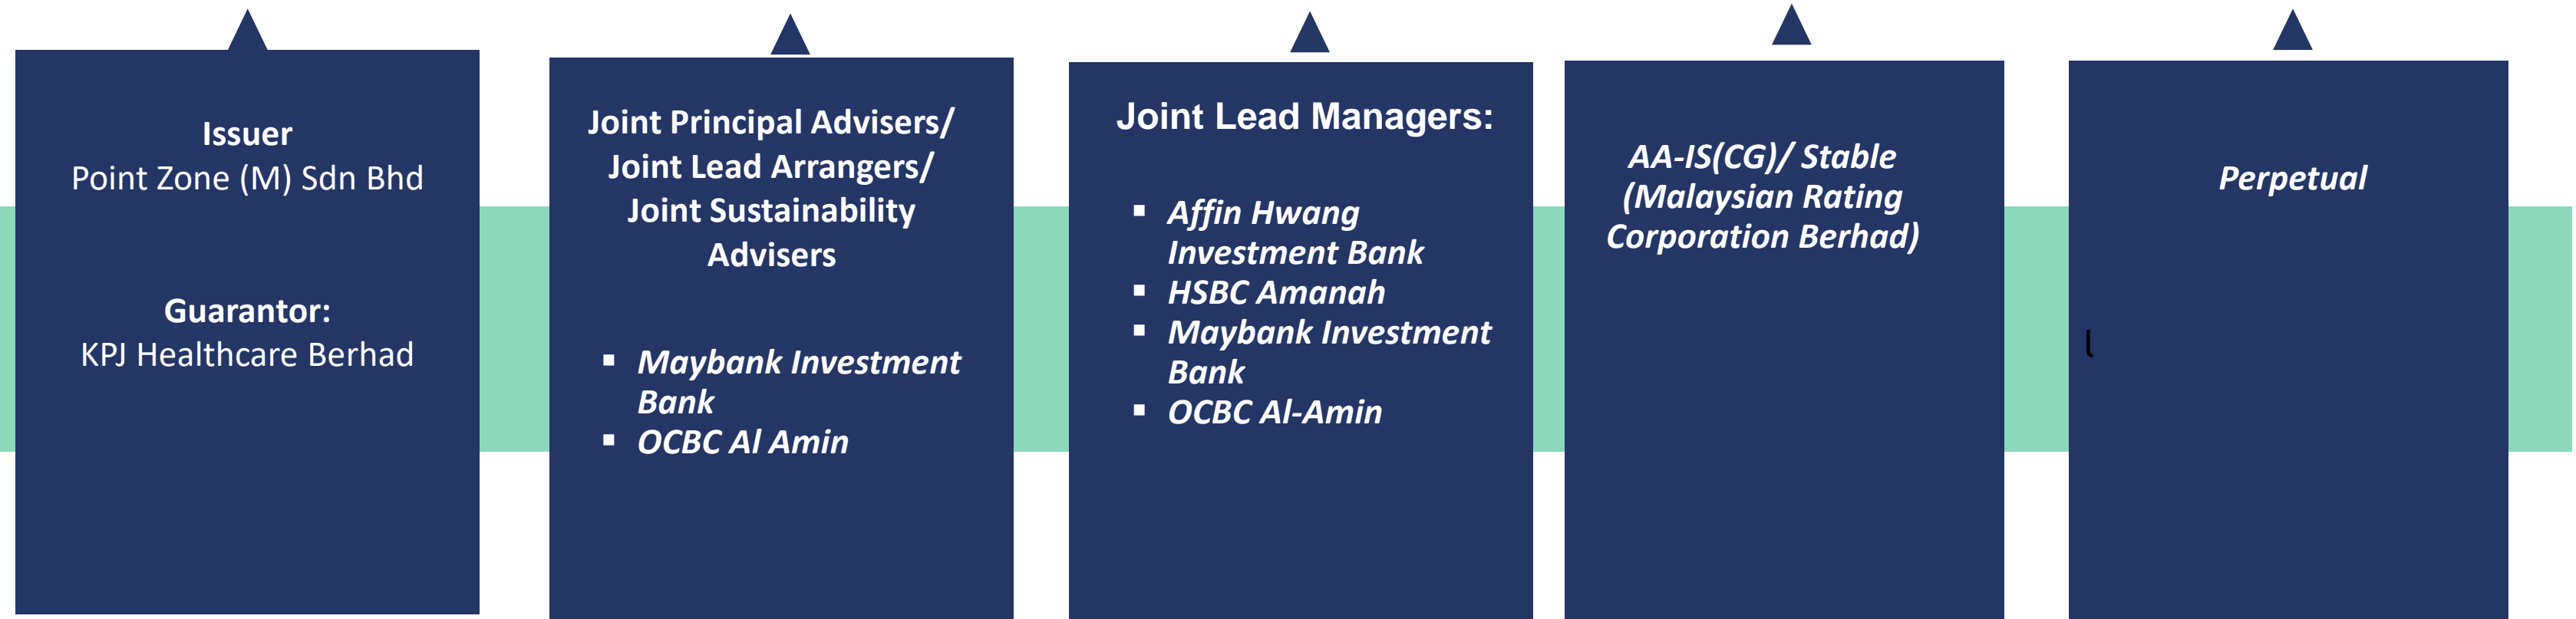 Issuer
Point Zone (M) Sdn Bhd
Guarantor:
KPJ Healthcare Berhad
Joint Principal Advisers/
Joint Lead Arrangers/
Joint Sustainability
Advisers
▪ Maybank Investment
Bank
▪ OCBC Al Amin
Joint Lead Managers:
▪ Affin Hwang
Investment Bank
▪ HSBC Amanah
▪ Maybank Investment
Bank
▪ OCBC Al-Amin
AA-IS(CG)/ Stable
(Malaysian Rating
Corporation Berhad)
Perpetual